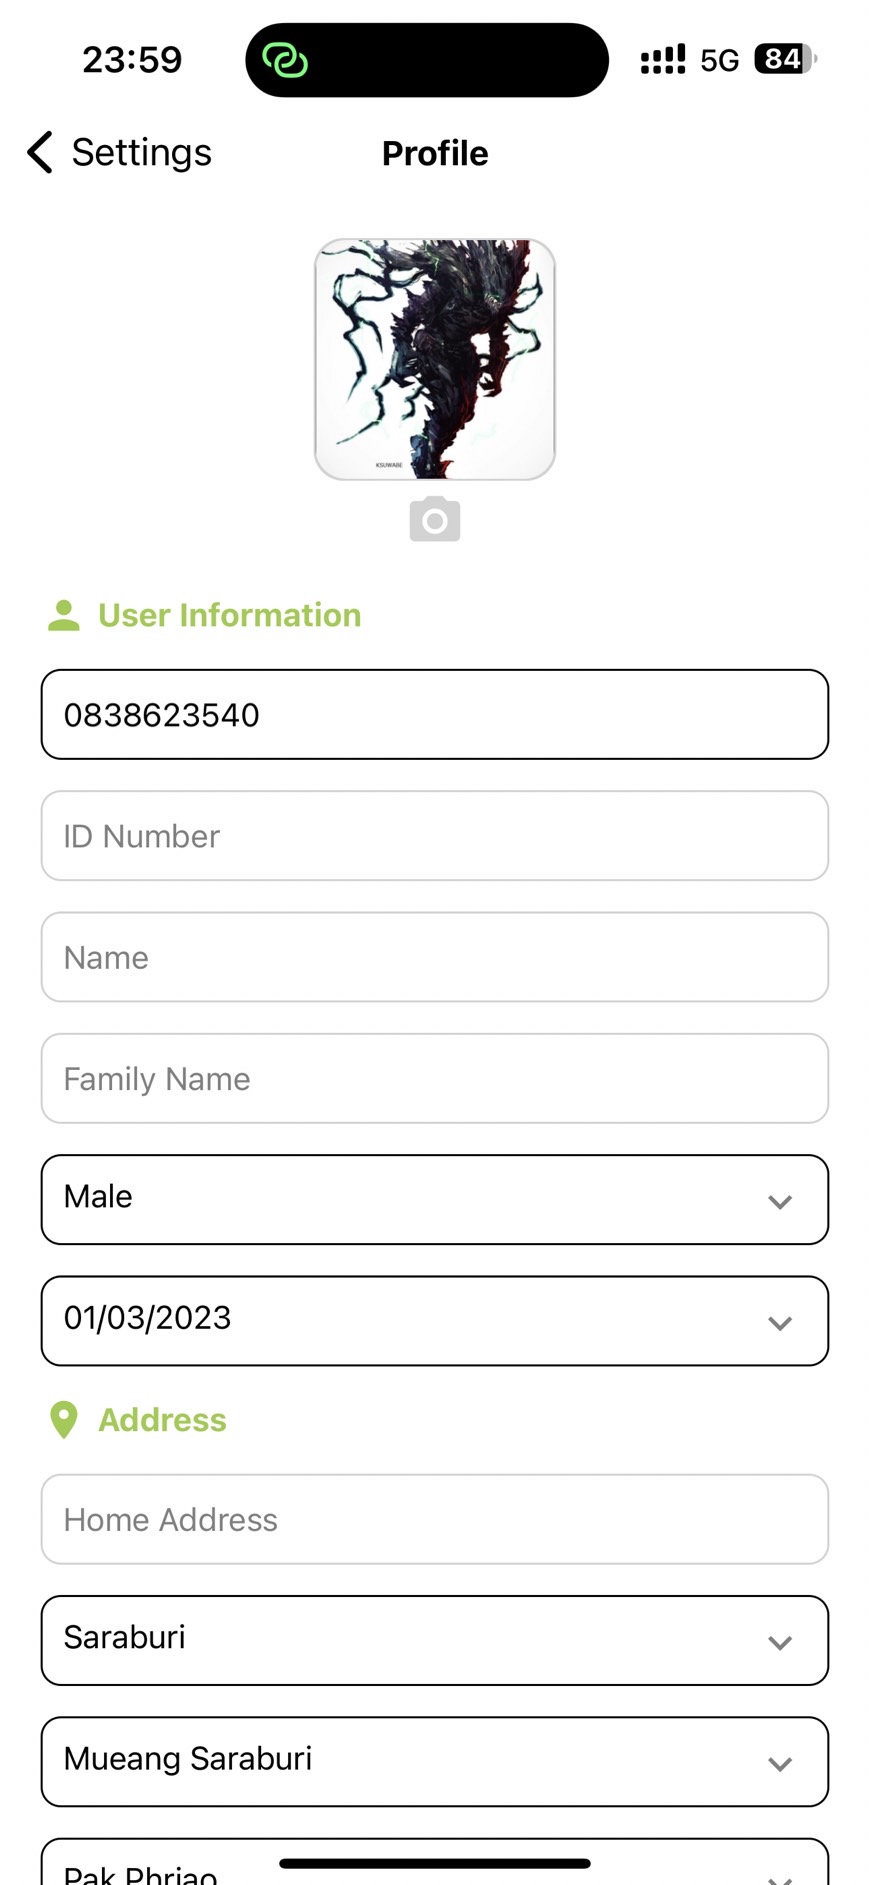 23:59
5G
84
Settings
Profile
KSUWABE
User Information
0838623540
ID Number
Name
Family Name
Male
01/03/2023
Address
Home Address
Saraburi
Mueang Saraburi
Pak Phriao